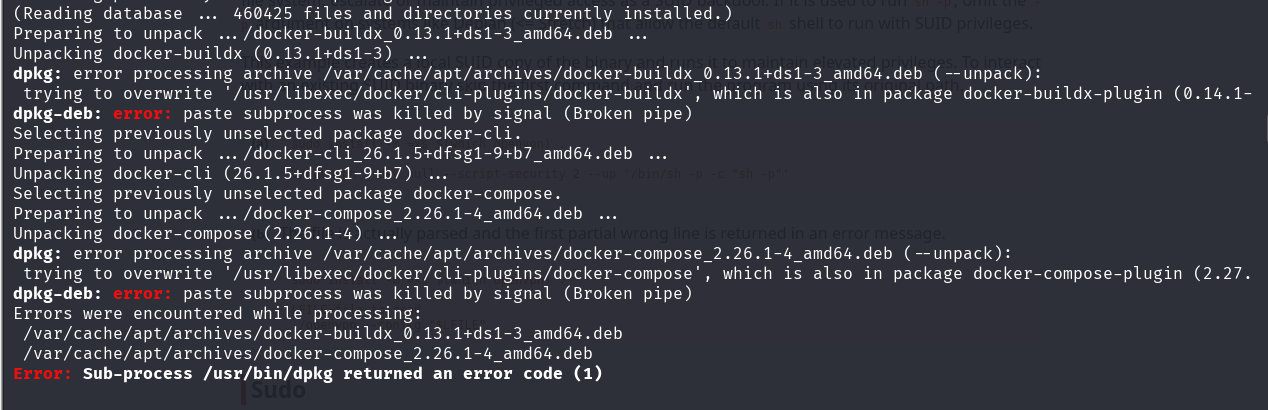 (Reading database ... 460425 files and directories currently installed.)
Preparing to unpack .../docker-buildx_0.13.1+ds1-3_amd64.deb ...
Unpacking docker-buildx (0.13.1+ds1-3) ...
dpkg: error processing archive /var/cache/apt/archives/docker-buildx_0.13.1+ds1-3_amd64.deb (--unpack):
trying to overwrite '/usr/libexec/docker/cli-plugins/docker-buildx', which is also in package docker-buildx-plugin (0.14.1-
dpkg-deb: error: paste subprocess was killed by signal (Broken pipe)
Selecting previously unselected package docker-cli.
Preparing to unpack .../docker-cli_26.1.5+dfsg1-9+b7_amd64.deb ...
Unpacking docker-cli (26.1.5+dfsg1-9+b7) ...
Selecting previously unselected package docker-compose.
Preparing to unpack .../docker-compose_2.26.1-4_amd64.deb ...
Unpacking docker-compose (2.26.1-4) ...
dpkg: error processing archive /var/cache/apt/archives/docker-compose_2.26.1-4_amd64.deb (--unpack):
trying to overwrite '/usr/libexec/docker/cli-plugins/docker-compose', which is also in package docker-compose-plugin (2.27.
dpkg-deb: error: paste subprocess was killed by signal (Broken pipe)
Errors were encountered while processing:
/var/cache/apt/archives/docker-buildx_0.13.1+ds1-3_amd64.deb
/var/cache/apt/archives/docker-compose_2.26.1-4_amd64.deb
Error: Sub-process /usr/bin/dpkg returned an error code (1)
Sudo